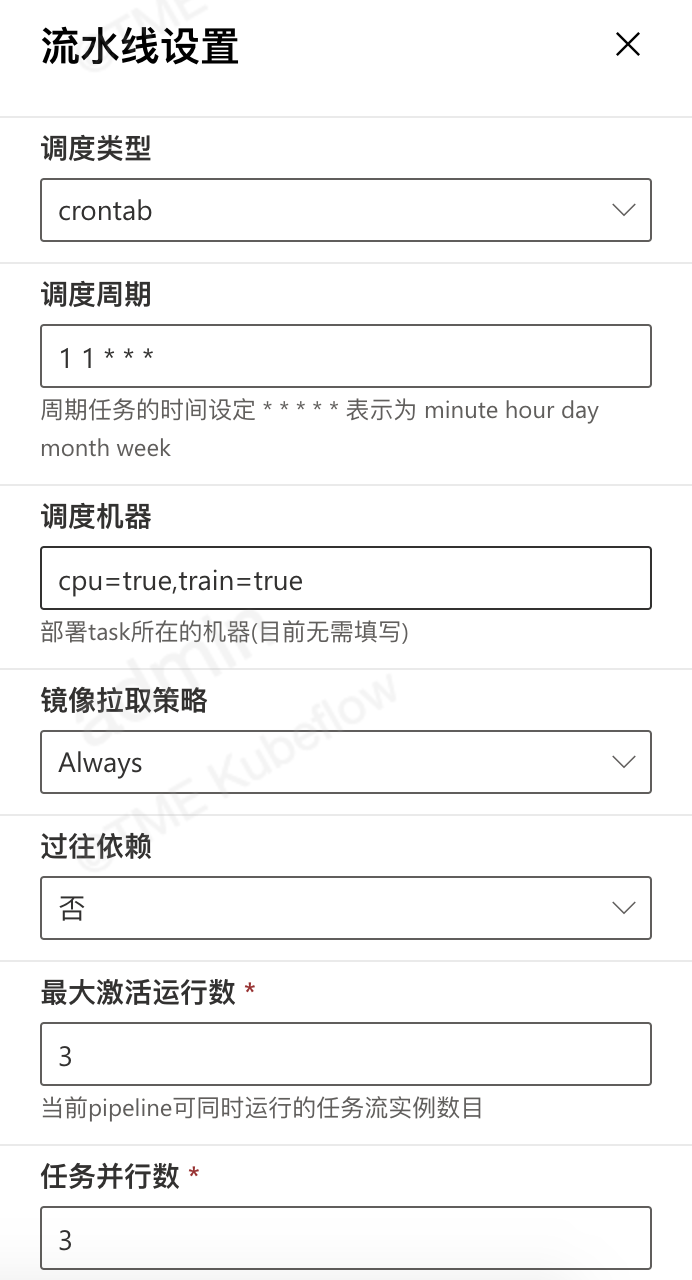 流水线设置
调度类型
crontab
调度周期
1 1 * * *
周期任务的时间设定 * * * * * 表示为 minute hour day
month week
调度机器
cpu=true,train=true
部署task所在的机器(目前无需填写)
admin
镜像拉取策略
©TME Kubeflow
Always
过往依赖
否
最大激活运行数 *
3
当前pipeline可同时运行的任务流实例数目
任务并行数 *
3